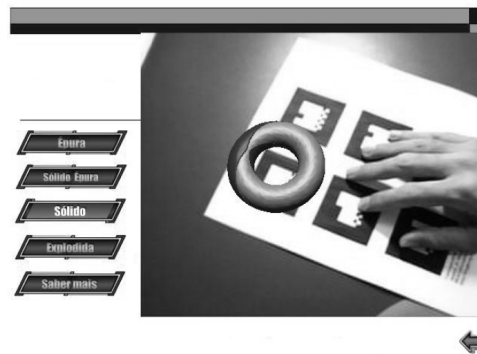 Épura
Sólido Épura
Sólido
Explodida
Saber mais